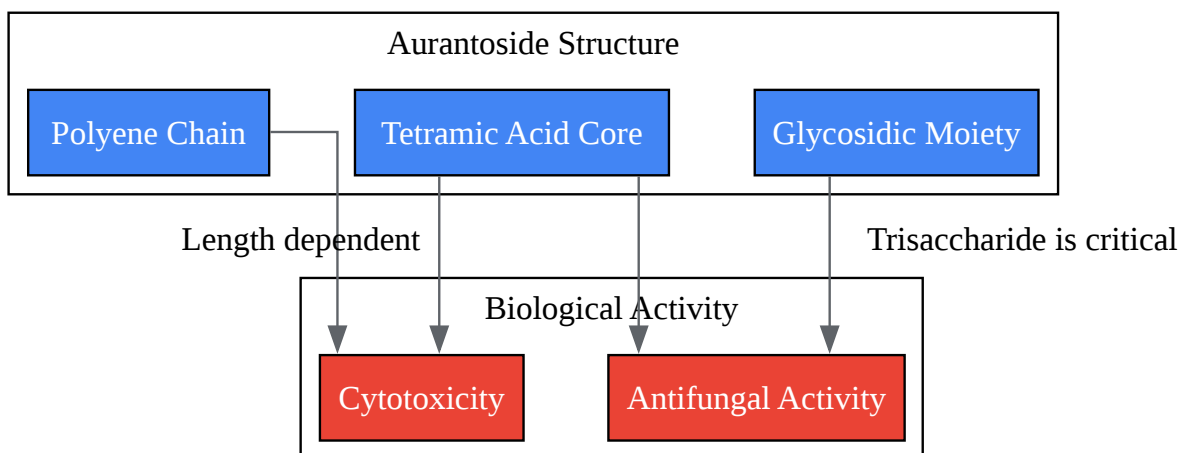 Aurantoside Structure
Polyene Chain
Tetramic Acid Core
Glycosidic Moiety
Length dependent
Trisaccharide is critical
Biological Activity
Cytotoxicity
Antifungal Activity